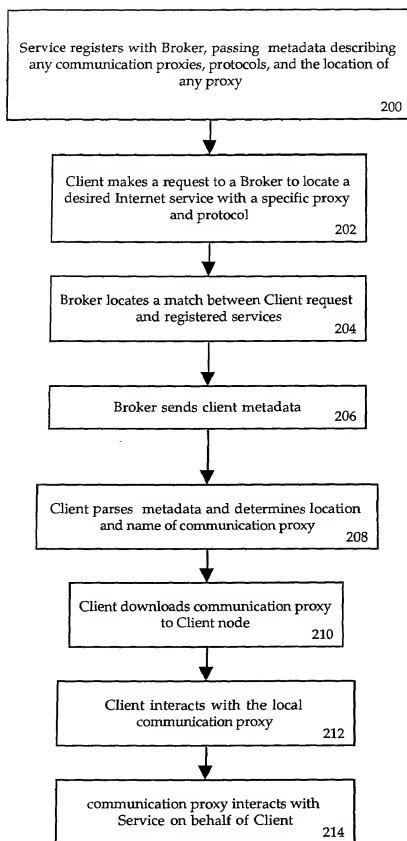 Service registers with Broker, passing metadata describing
any communication proxies, protocols, and the location of
any proxy
200
Client makes a request to a Broker to locate a
desired Internet service with a specific proxy
and protocol
202
Broker locates a match between Client request
and registered services
204
Broker sends client metadata
206
Client parses metadata and determines location
and name of communication proxy
208
Client downloads communication proxy
to Client node
210
Client interacts with the local
communication proxy
212
communication proxy interacts with
Service on behalf of Client
214